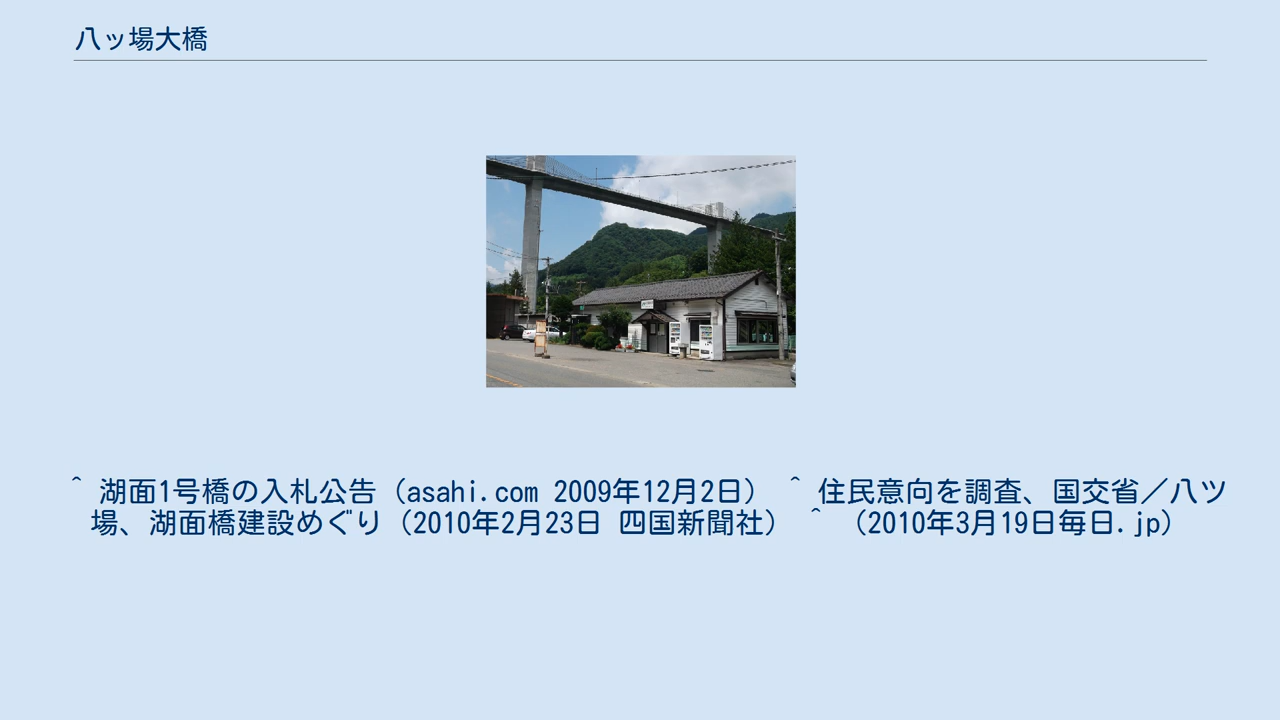 八ッ場大橋
^ 湖面1号橋の入札公告（asahi.com 2009年12月2日） ^ 住民意向を調査、国交省／八ツ
場、湖面橋建設めぐり（2010年2月23日 四国新聞社） ^ （2010年3月19日毎日.jp）